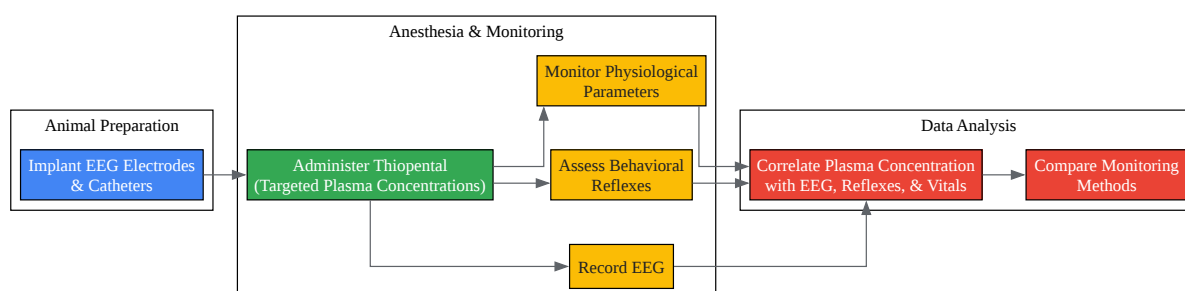 Animal Preparation
Implant EEG Electrodes
& Catheters
Anesthesia & Monitoring
Administer Thiopental
(Targeted Plasma Concentrations)
Monitor Physiological
Parameters
Assess Behavioral
Reflexes
Record EEG
Data Analysis
Correlate Plasma Concentration
with EEG, Reflexes, & Vitals
Compare Monitoring
Methods